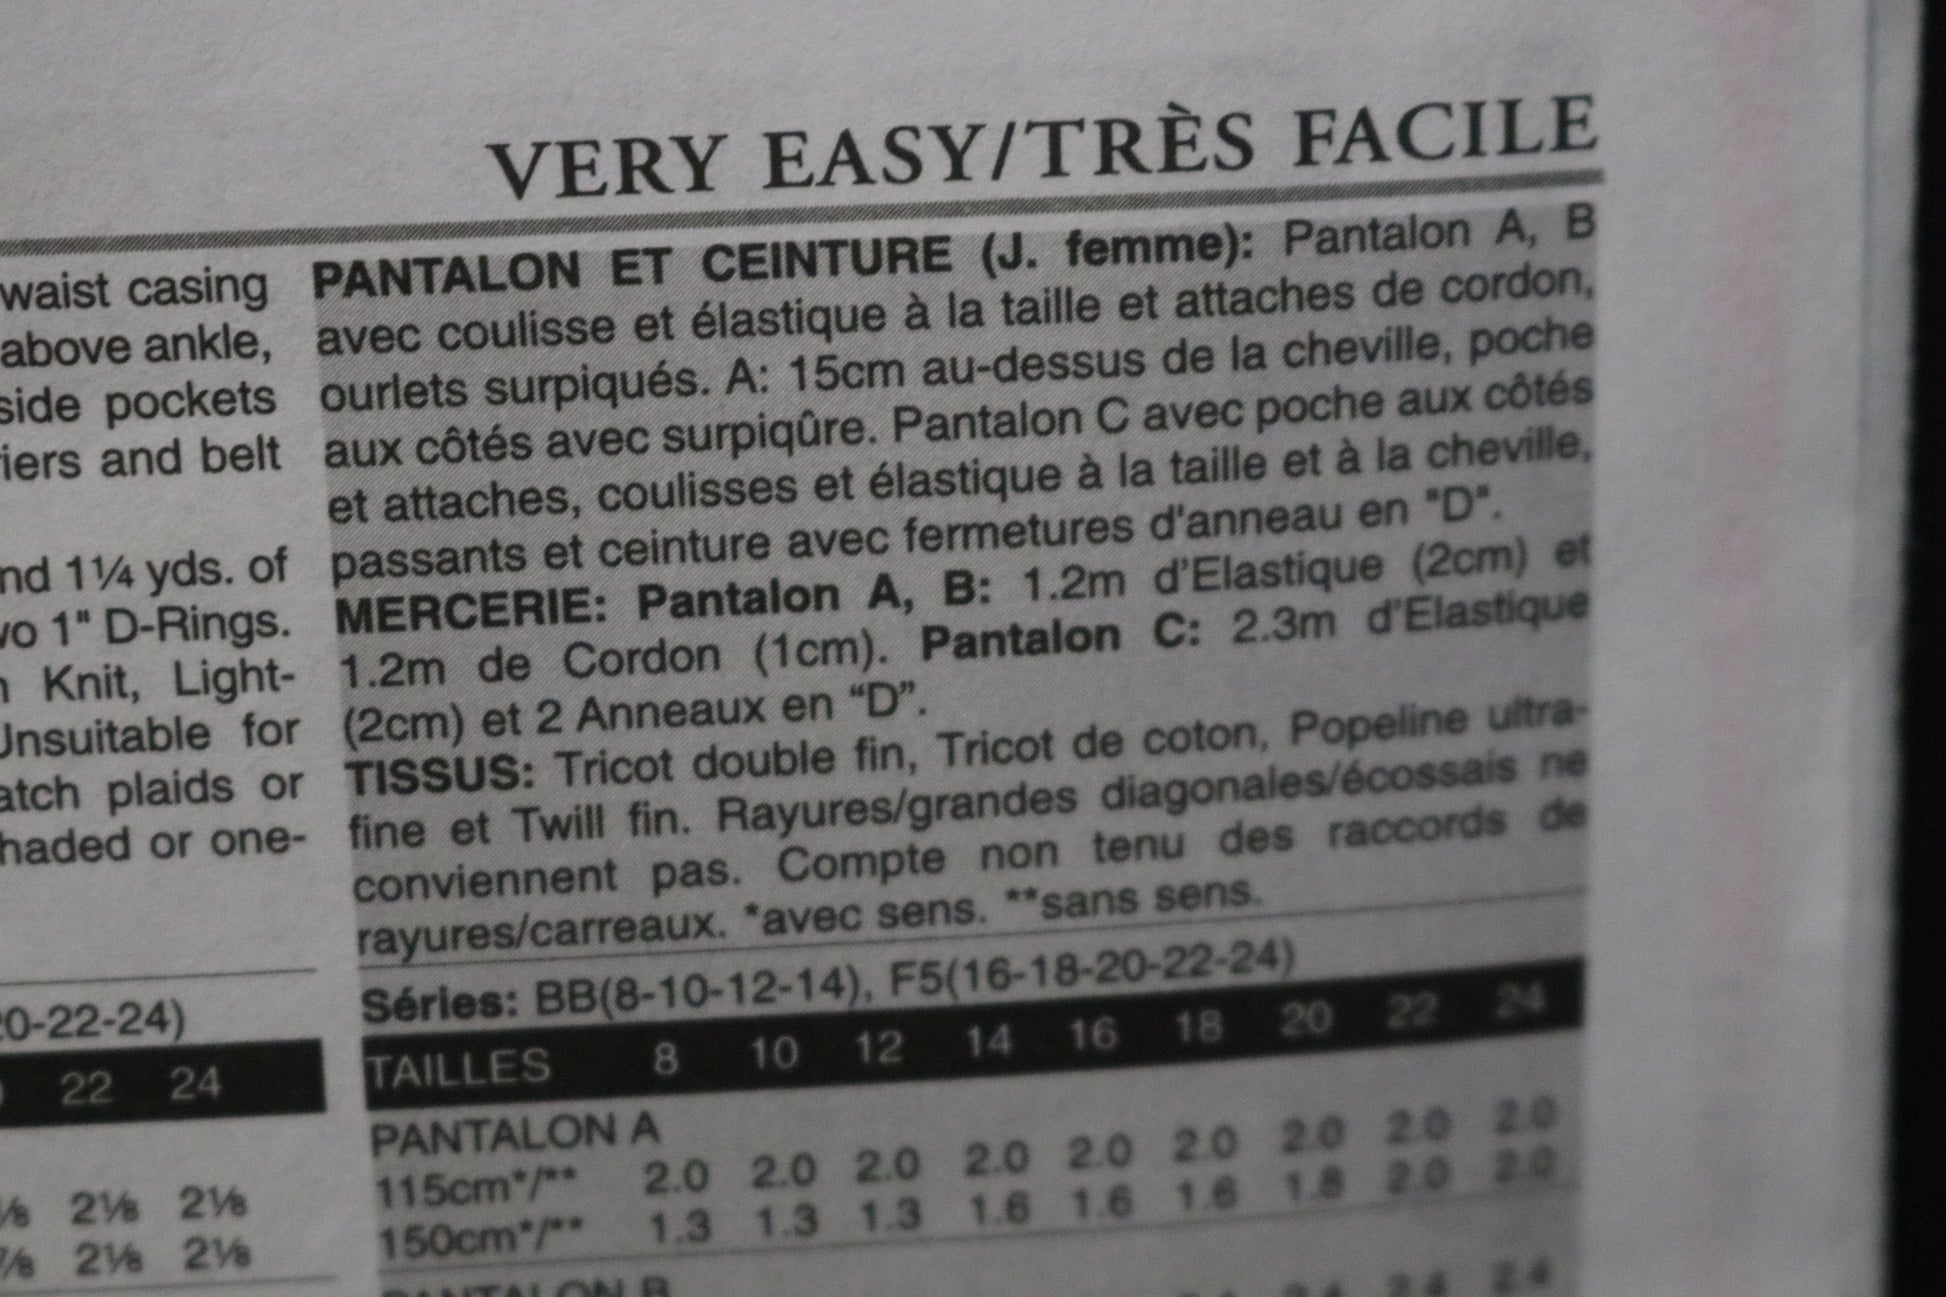 VERY EASY/TRÈS FACILE
waist casing
above ankle,
side pockets
iers and belt
nd 1¼ yds. of
wo 1" D-Rings.
Knit, Light-
Unsuitable for
atch plaids or
haded or one-
20-22-24)
22 24
2⅛ 2⅛
⅞ 2⅛ 2⅛
PANTALON ET CEINTURE (J. femme): Pantalon A, B
avec coulisse et élastique à la taille et attaches de cordon,
ourlets surpiqués. A: 15cm au-dessus de la cheville, poche
aux côtés avec surpiqûre. Pantalon C avec poche aux côtés
et attaches, coulisses et élastique à la taille et à la cheville,
passants et ceinture avec fermetures d'anneau en "D".
MERCERIE: Pantalon A, B: 1.2m d'Elastique (2cm) et
1.2m de Cordon (1cm). Pantalon C: 2.3m d'Elastique
(2cm) et 2 Anneaux en “D”.
TISSUS: Tricot double fin, Tricot de coton, Popeline ultra-
fine et Twill fin. Rayures/grandes diagonales/écossais ne
conviennent pas. Compte non tenu des raccords de
rayures/carreaux. *avec sens. **sans sens.
Séries: BB(8-10-12-14), F5(16-18-20-22-24)
TAILLES 8 10 12 14 16 18 20 22 24
PANTALON A
115cm*/** 2.0 2.0 2.0 2.0 2.0 2.0 2.0 2.0 2.0
150cm*/** 1.3 1.3 1.3 1.6 1.6 1.6 1.8 2.0 2.0
PANTALON B
2.4 2.4